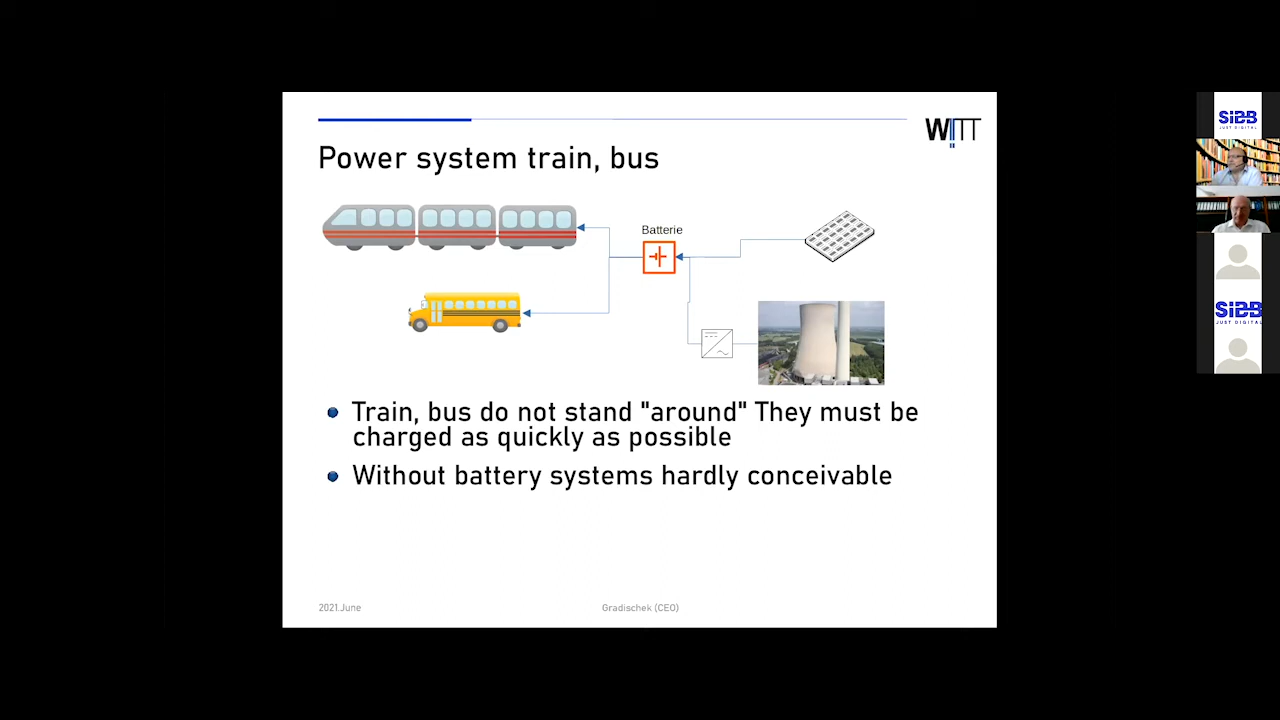 WITT
Power system train, bus
Batterie
Train, bus do not stand "around" They must be
charged as quickly as possible
Without battery systems hardly conceivable
2021.June
Gradischek (CEO)
SiBB
JUST DIGITAL
SiBB
JUST DIGITAL